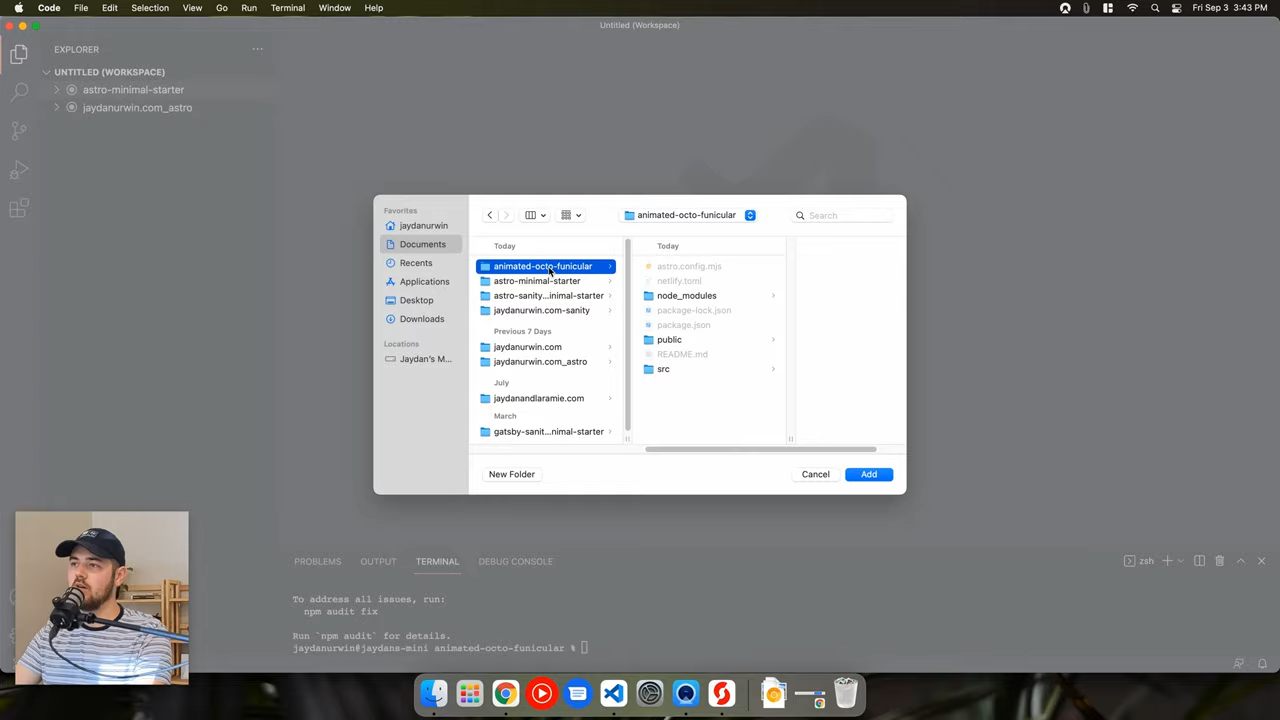 Code File Edit Selection View Go Run Terminal Window Help Fri Sep 3 3:43 PM
Untitled (Workspace)
EXPLORER
UNTITLED (WORKSPACE)
astro-minimal-starter
jaydanurwin.com_astro
Favorites
jaydanurwin
Documents
Recents
Applications
Desktop
Downloads
Locations
Jaydan's M...
animated-octo-funicular
Search
Today
animated-octo-funicular
astro-minimal-starter
astro-sanity...inimal-starter
jaydanurwin.com-sanity
Previous 7 Days
jaydanurwin.com
jaydanurwin.com_astro
July
jaydanandlaramie.com
March
gatsby-sanit...nimal-starter
Today
astro.config.mjs
netlify.toml
node_modules
package-lock.json
package.json
public
README.md
src
New Folder
Cancel
Add
PROBLEMS OUTPUT TERMINAL DEBUG CONSOLE
zsh
To address all issues, run:
npm audit fix
Run `npm audit` for details.
jaydanurwin@jaydans-mini animated-octo-funicular %